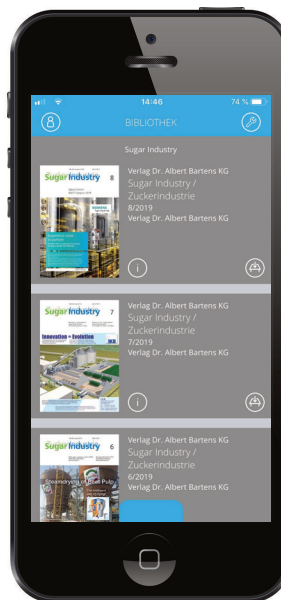 14:46
74 %
BIBLIOTHEK
Sugar Industry
Sugar Industry 8
Verlag Dr. Albert Bartens KG
Sugar Industry /
Zuckerindustrie
8/2019
Verlag Dr. Albert Bartens KG
i
Sugar Industry 7
Innovation = Evolution
Verlag Dr. Albert Bartens KG
Sugar Industry /
Zuckerindustrie
7/2019
Verlag Dr. Albert Bartens KG
i
Sugar Industry 6
Steamdrying of Beet Pulp
Verlag Dr. Albert Bartens KG
Sugar Industry /
Zuckerindustrie
6/2019
Verlag Dr. Albert Bartens KG